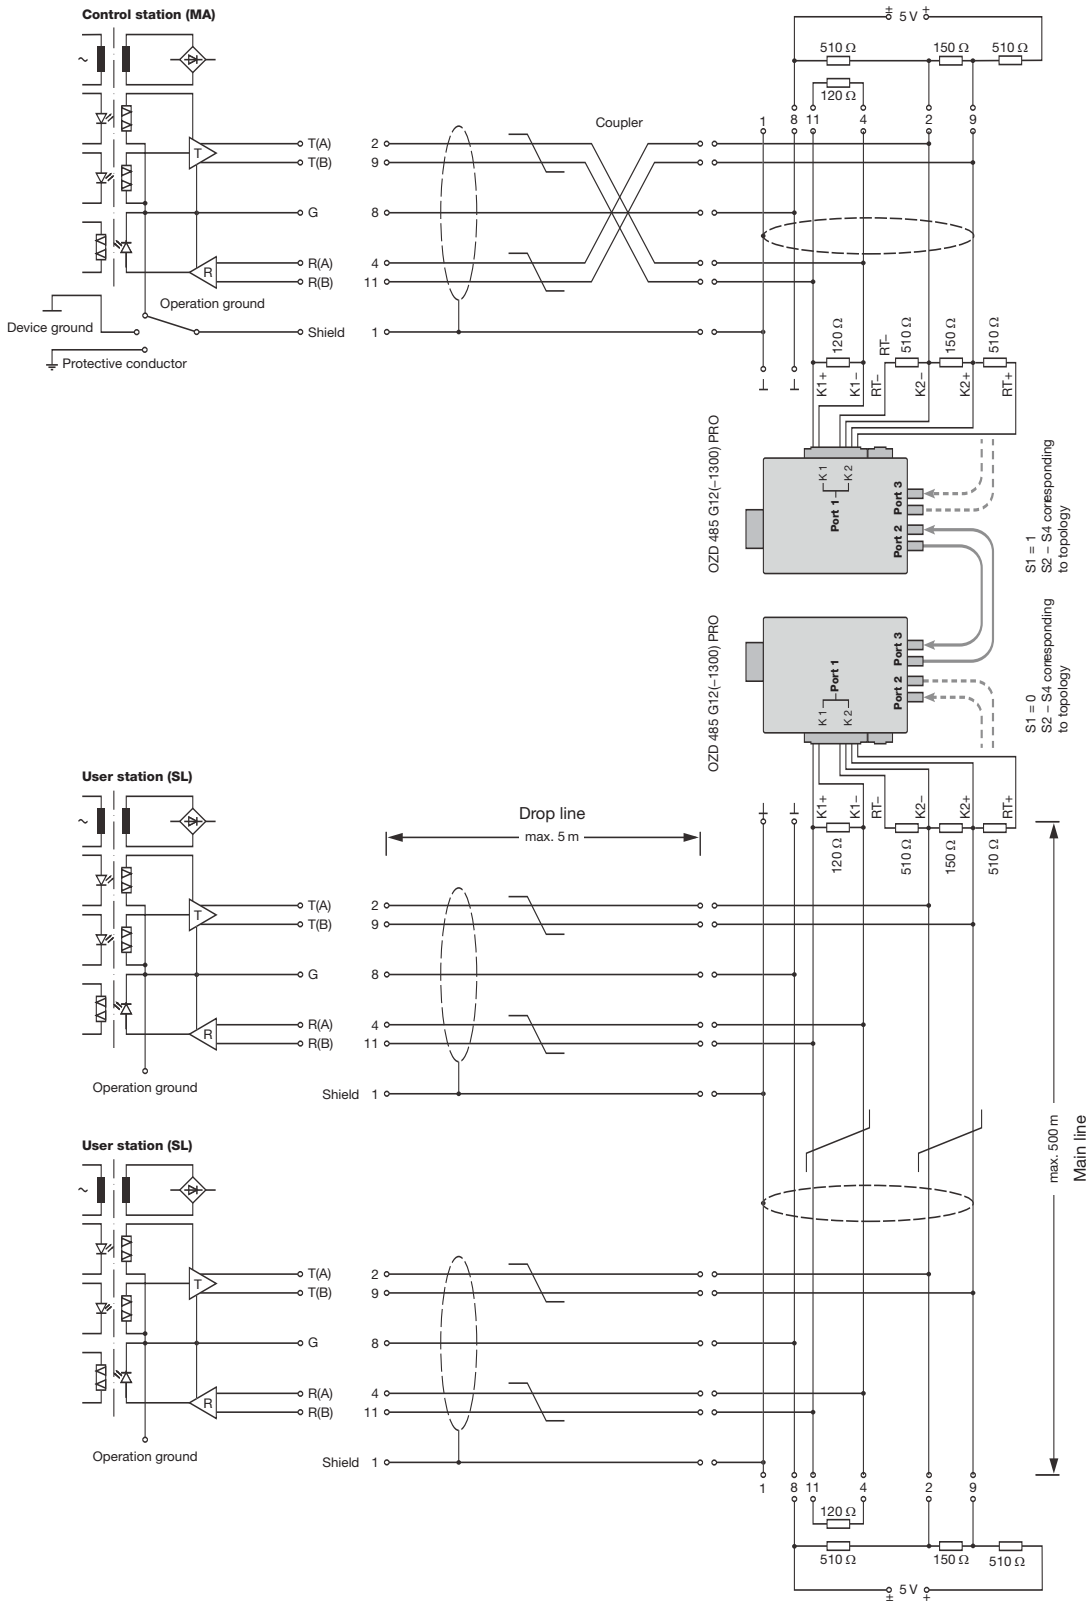 Control station (MA)
± 5 V +
510 Ω 150 Ω 510 Ω
120 Ω
~
Coupler
1 8 11 4 2 9
T
T(A) 2
T(B) 9
G 8
R(A) 4
R
R(B) 11
Operation ground
Device ground
Shield 1
Protective conductor
120 Ω
RT–
510 Ω
150 Ω
510 Ω
K1+
K1–
RT–
K2–
K2+
RT+
OZD 485 G12(–1300) PRO
K 1
K 2
Port 1
Port 3
Port 2
S1 = 1
S2 – S4 corresponding
to topology
OZD 485 G12(–1300) PRO
Port 1
K 1
K 2
Port 3
Port 2
S1 = 0
S2 – S4 corresponding
to topology
User station (SL)
~
Drop line
max. 5 m
K1+
K1–
RT–
K2–
K2+
RT+
120 Ω
510 Ω
150 Ω
510 Ω
T
T(A) 2
T(B) 9
G 8
R(A) 4
R
R(B) 11
Operation ground
Shield 1
max. 500 m
Main line
User station (SL)
~
T
T(A) 2
T(B) 9
G 8
R(A) 4
R
R(B) 11
Operation ground
Shield 1
1 8 11 4 2 9
120 Ω
510 Ω 150 Ω 510 Ω
± 5 V +